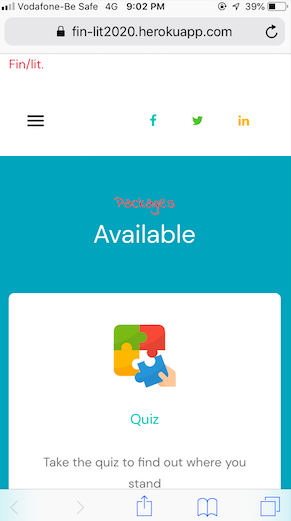 Vodafone-Be Safe 4G 9:02 PM 39%
fin-lit2020.herokuapp.com
Fin/lit.
Packages
Available
Quiz
Take the quiz to find out where you
stand